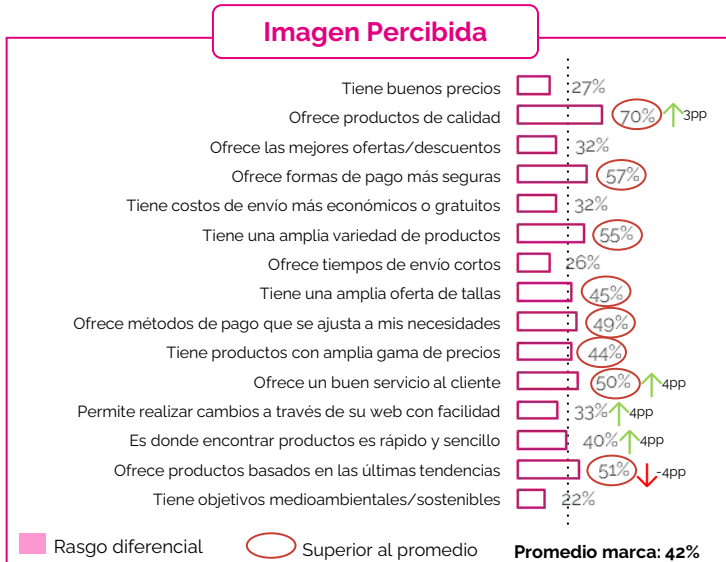 Imagen Percibida
Tiene buenos precios 27%
Ofrece productos de calidad 70% 3pp
Ofrece las mejores ofertas/descuentos 32%
Ofrece formas de pago más seguras 57%
Tiene costos de envío más económicos o gratuitos 32%
Tiene una amplia variedad de productos 55%
Ofrece tiempos de envío cortos 26%
Tiene una amplia oferta de tallas 45%
Ofrece métodos de pago que se ajusta a mis necesidades 49%
Tiene productos con amplia gama de precios 44%
Ofrece un buen servicio al cliente 50% 4pp
Permite realizar cambios a través de su web con facilidad 33% 4pp
Es donde encontrar productos es rápido y sencillo 40% 4pp
Ofrece productos basados en las últimas tendencias 51% -4pp
Tiene objetivos medioambientales/sostenibles 22%
Rasgo diferencial Superior al promedio Promedio marca: 42%